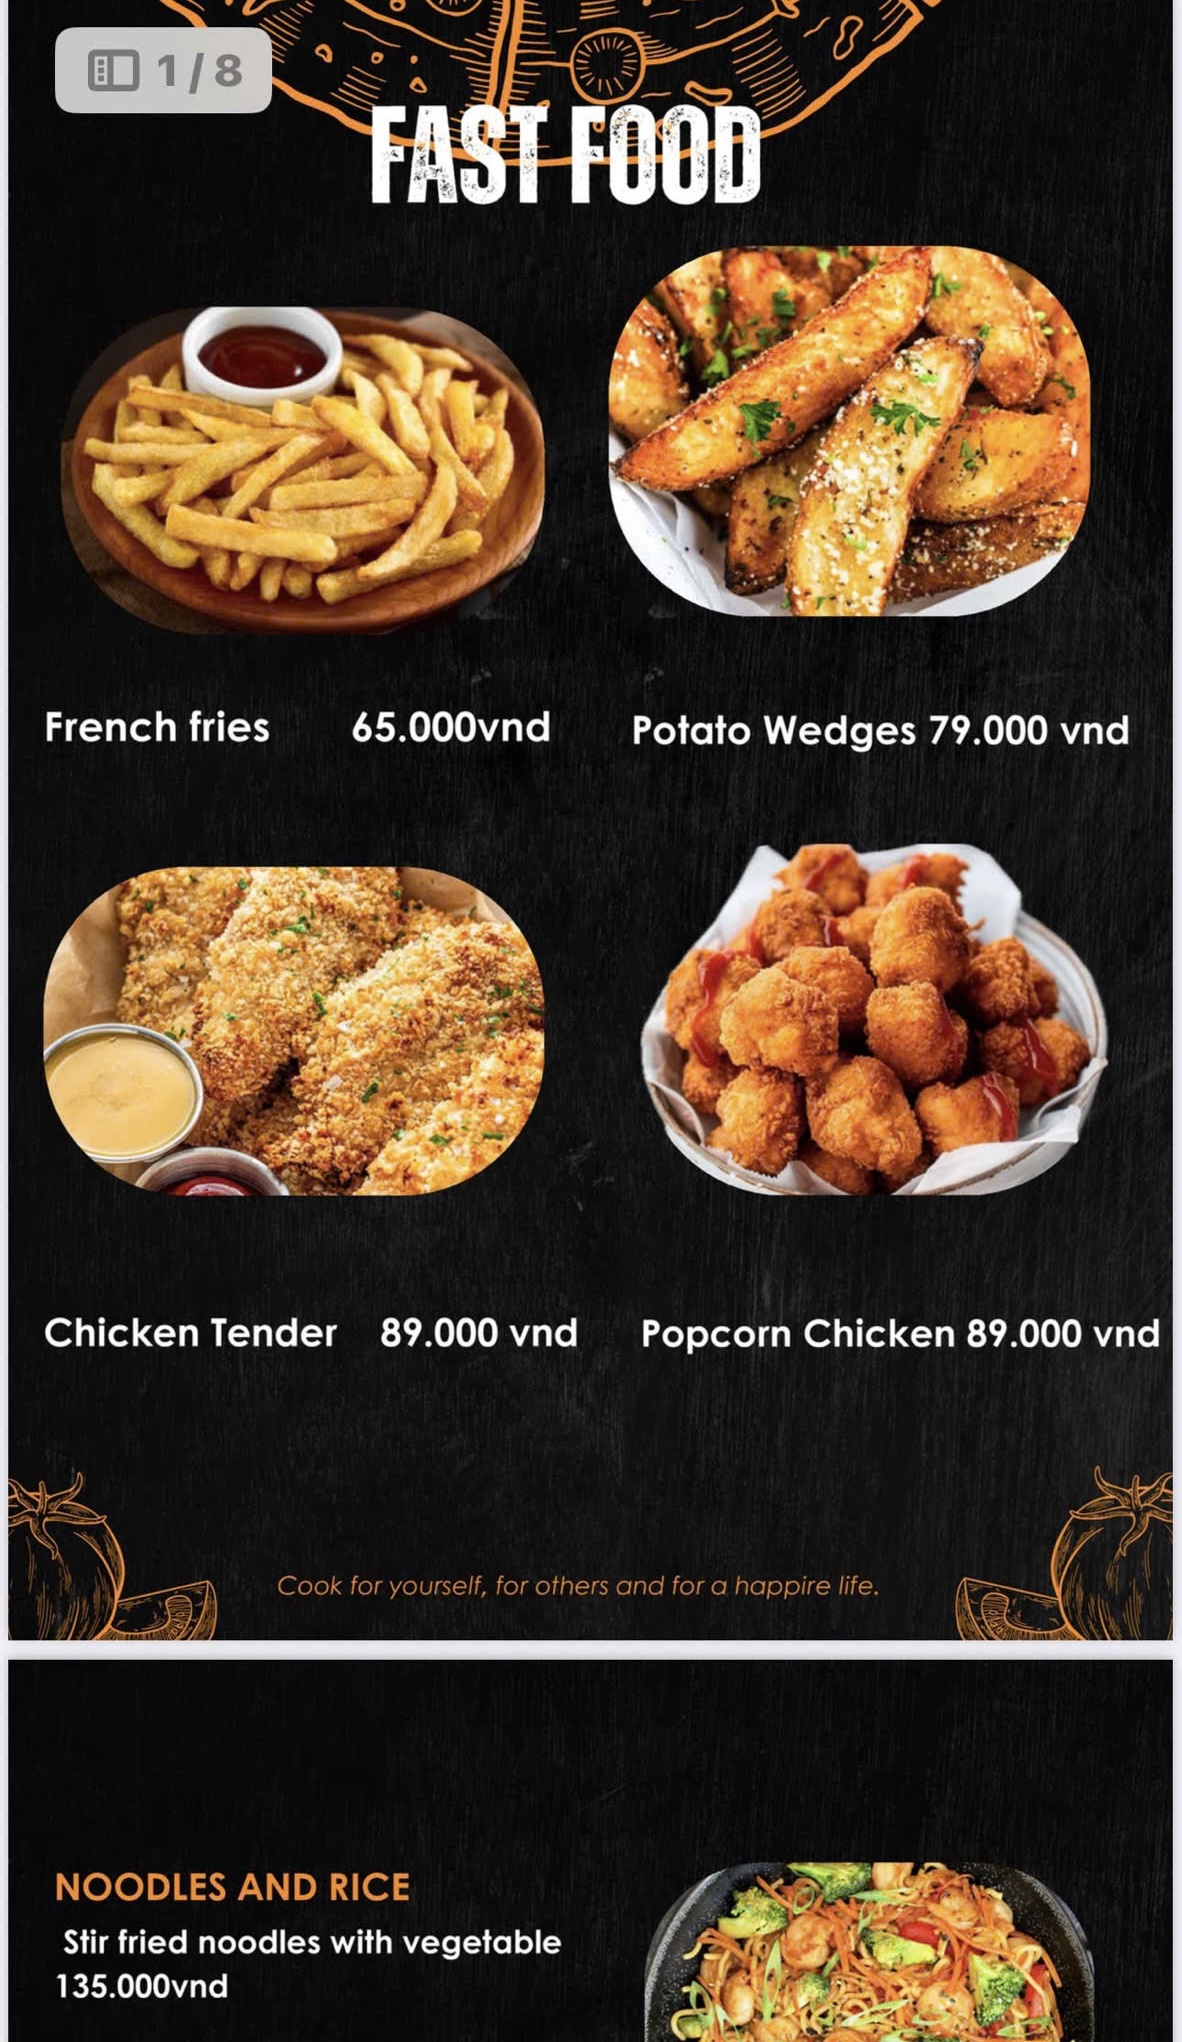 1/8
FAST FOOD
French fries 65.000vnd
Potato Wedges 79.000 vnd
Chicken Tender 89.000 vnd
Popcorn Chicken 89.000 vnd
Cook for yourself, for others and for a happire life.
NOODLES AND RICE
Stir fried noodles with vegetable
135.000vnd